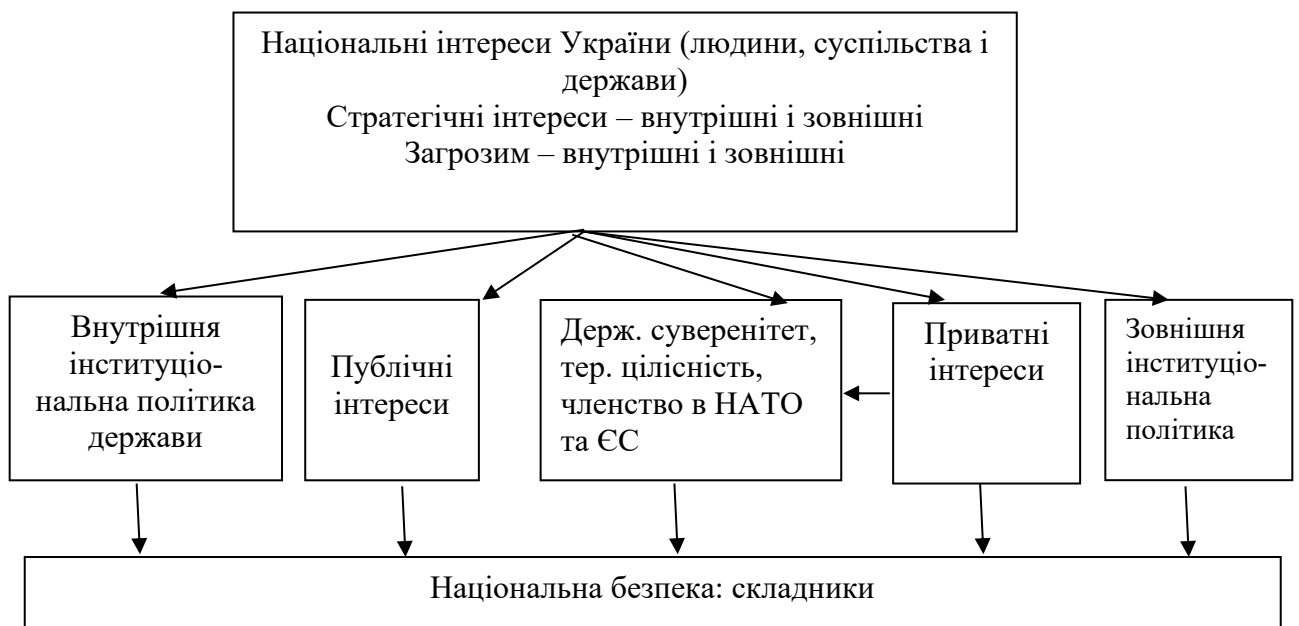 Національні інтереси України (людини, суспільства і
держави)
Стратегічні інтереси – внутрішні і зовнішні
Загрозим – внутрішні і зовнішні
Внутрішня
інституціо-
нальна політика
держави
Публічні
інтереси
Держ. суверенітет,
тер. цілісність,
членство в НАТО
та ЄС
Приватні
інтереси
Зовнішня
інституціо-
нальна
політика
Національна безпека: складники